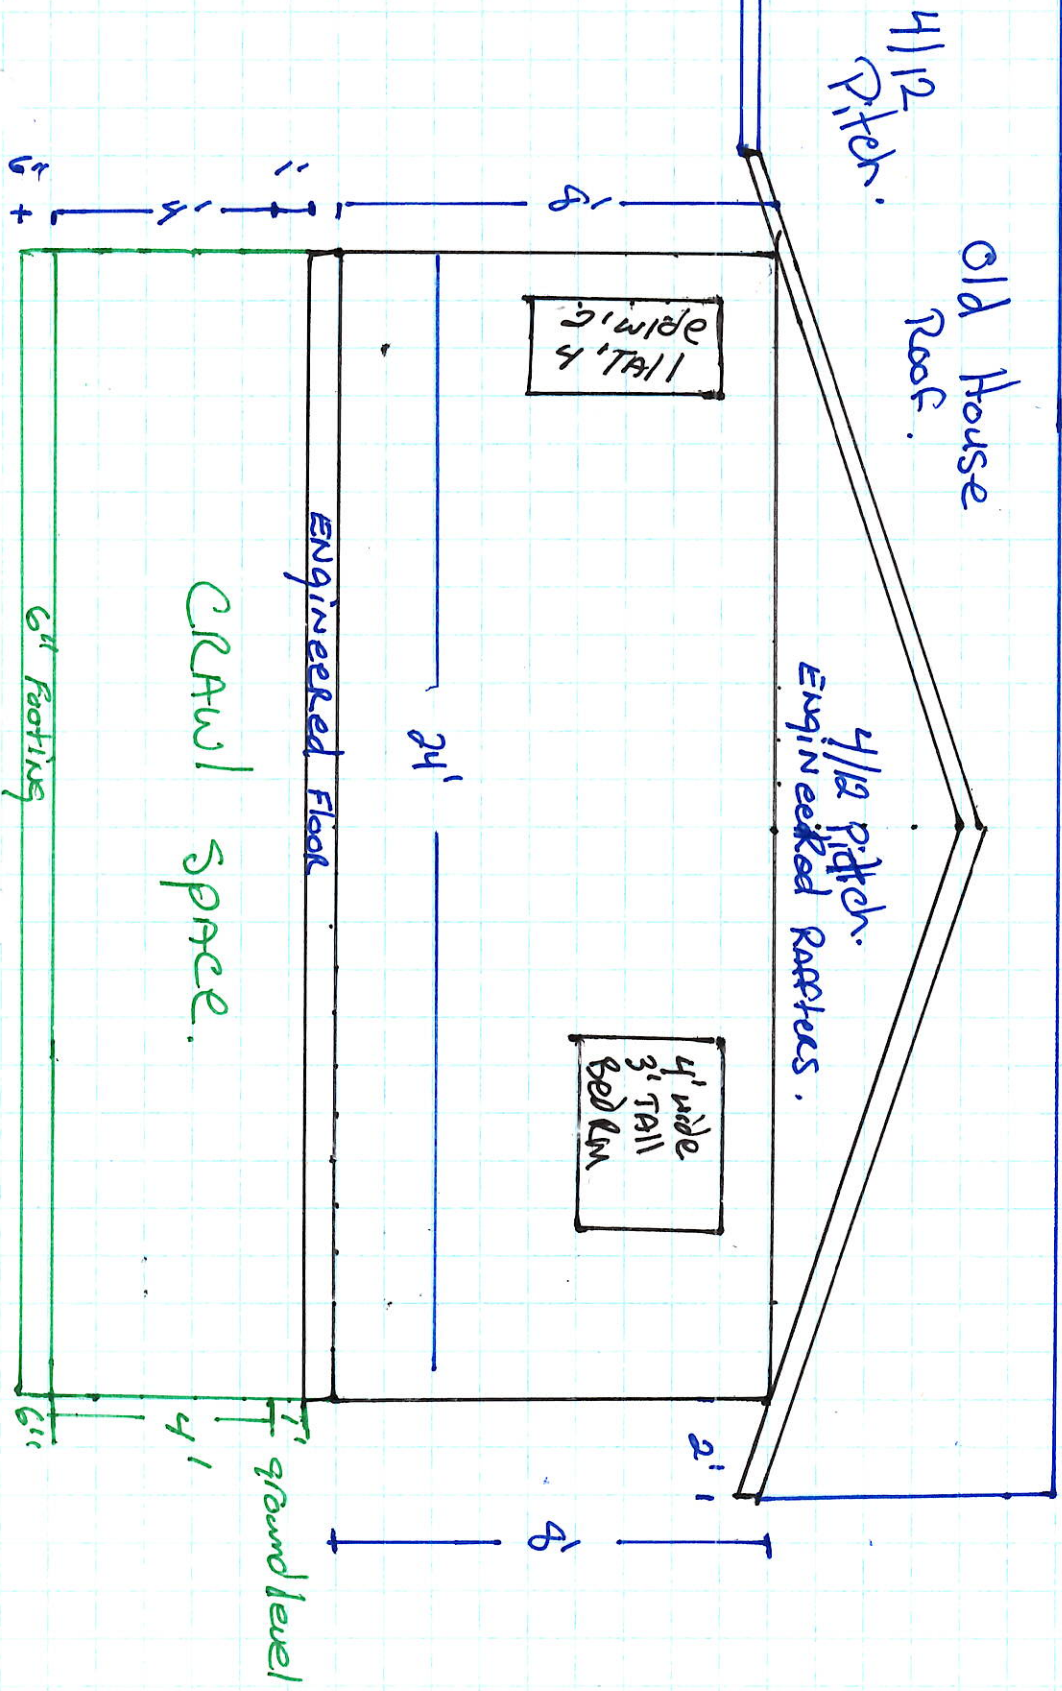 4/12
Pitch.
Old House
Roof.
4/12 Pitch.
ENgiNeeRed RAffteRs.
8'
2' wide
4' TAll
4' wide
3' TAll
Bed RM
2'
8'
24'
ENgiNeeRed Floor
1'
4'
6"
CRAWl SPACe.
1' ground level
4'
6"
6" Footing